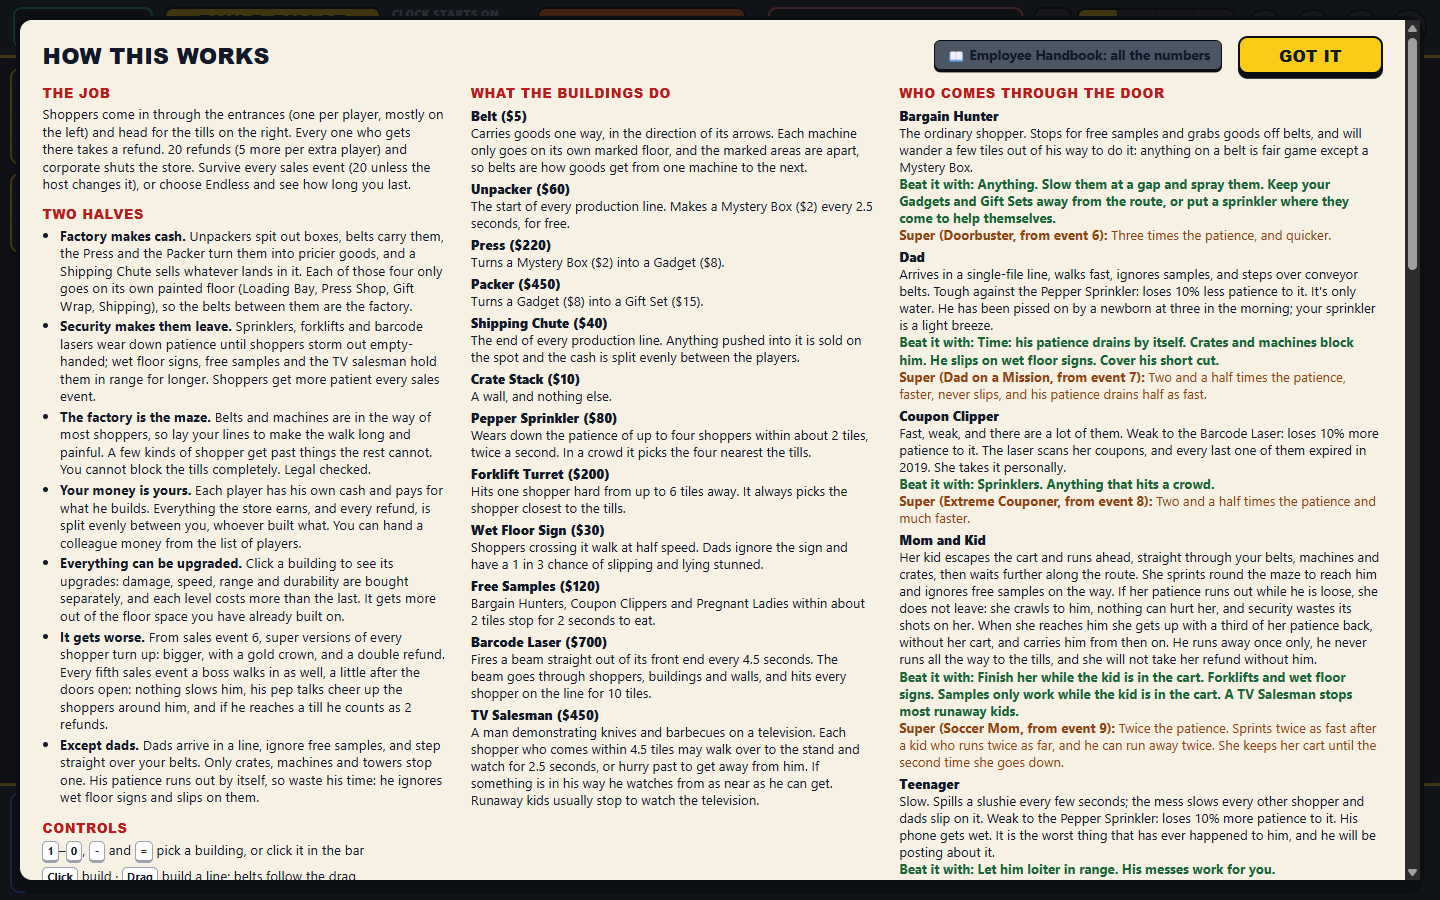 HOW THIS WORKS
Employee Handbook: all the numbers
GOT IT
THE JOB
Shoppers come in through the entrances (one per player, mostly on
the left) and head for the tills on the right. Every one who gets
there takes a refund. 20 refunds (5 more per extra player) and
corporate shuts the store. Survive every sales event (20 unless the
host changes it), or choose Endless and see how long you last.
TWO HALVES
• Factory makes cash. Unpackers spit out boxes, belts carry them,
the Press and the Packer turn them into pricier goods, and a
Shipping Chute sells whatever lands in it. Each of those four only
goes on its own painted floor (Loading Bay, Press Shop, Gift
Wrap, Shipping), so the belts between them are the factory.
• Security makes them leave. Sprinklers, forklifts and barcode
lasers wear down patience until shoppers storm out empty-
handed; wet floor signs, free samples and the TV salesman hold
them in range for longer. Shoppers get more patient every sales
event.
• The factory is the maze. Belts and machines are in the way of
most shoppers, so lay your lines to make the walk long and
painful. A few kinds of shopper get past things the rest cannot.
You cannot block the tills completely. Legal checked.
• Your money is yours. Each player has his own cash and pays for
what he builds. Everything the store earns, and every refund, is
split evenly between you, whoever built what. You can hand a
colleague money from the list of players.
• Everything can be upgraded. Click a building to see its
upgrades: damage, speed, range and durability are bought
separately, and each level costs more than the last. It gets more
out of the floor space you have already built on.
• It gets worse. From sales event 6, super versions of every
shopper turn up: bigger, with a gold crown, and a double refund.
Every fifth sales event a boss walks in as well, a little after the
doors open: nothing slows him, his pep talks cheer up the
shoppers around him, and if he reaches a till he counts as 2
refunds.
• Except dads. Dads arrive in a line, ignore free samples, and step
straight over your belts. Only crates, machines and towers stop
one. His patience runs out by itself, so waste his time: he ignores
wet floor signs and slips on them.
CONTROLS
1–0, - and = pick a building, or click it in the bar
Click build · Drag build a line; belts follow the drag
WHAT THE BUILDINGS DO
Belt ($5)
Carries goods one way, in the direction of its arrows. Each machine
only goes on its own marked floor, and the marked areas are apart,
so belts are how goods get from one machine to the next.
Unpacker ($60)
The start of every production line. Makes a Mystery Box ($2) every 2.5
seconds, for free.
Press ($220)
Turns a Mystery Box ($2) into a Gadget ($8).
Packer ($450)
Turns a Gadget ($8) into a Gift Set ($15).
Shipping Chute ($40)
The end of every production line. Anything pushed into it is sold on
the spot and the cash is split evenly between the players.
Crate Stack ($10)
A wall, and nothing else.
Pepper Sprinkler ($80)
Wears down the patience of up to four shoppers within about 2 tiles,
twice a second. In a crowd it picks the four nearest the tills.
Forklift Turret ($200)
Hits one shopper hard from up to 6 tiles away. It always picks the
shopper closest to the tills.
Wet Floor Sign ($30)
Shoppers crossing it walk at half speed. Dads ignore the sign and
have a 1 in 3 chance of slipping and lying stunned.
Free Samples ($120)
Bargain Hunters, Coupon Clippers and Pregnant Ladies within about
2 tiles stop for 2 seconds to eat.
Barcode Laser ($700)
Fires a beam straight out of its front end every 4.5 seconds. The
beam goes through shoppers, buildings and walls, and hits every
shopper on the line for 10 tiles.
TV Salesman ($450)
A man demonstrating knives and barbecues on a television. Each
shopper who comes within 4.5 tiles may walk over to the stand and
watch for 2.5 seconds, or hurry past to get away from him. If
something is in his way he watches from as near as he can get.
Runaway kids usually stop to watch the television.
WHO COMES THROUGH THE DOOR
Bargain Hunter
The ordinary shopper. Stops for free samples and grabs goods off belts, and will
wander a few tiles out of his way to do it: anything on a belt is fair game except a
Mystery Box.
Beat it with: Anything. Slow them at a gap and spray them. Keep your
Gadgets and Gift Sets away from the route, or put a sprinkler where they
come to help themselves.
Super (Doorbuster, from event 6): Three times the patience, and quicker.
Dad
Arrives in a single-file line, walks fast, ignores samples, and steps over conveyor
belts. Tough against the Pepper Sprinkler: loses 10% less patience to it. It's only
water. He has been pissed on by a newborn at three in the morning; your sprinkler
is a light breeze.
Beat it with: Time: his patience drains by itself. Crates and machines block
him. He slips on wet floor signs. Cover his short cut.
Super (Dad on a Mission, from event 7): Two and a half times the patience,
faster, never slips, and his patience drains half as fast.
Coupon Clipper
Fast, weak, and there are a lot of them. Weak to the Barcode Laser: loses 10% more
patience to it. The laser scans her coupons, and every last one of them expired in
2019. She takes it personally.
Beat it with: Sprinklers. Anything that hits a crowd.
Super (Extreme Couponer, from event 8): Two and a half times the patience and
much faster.
Mom and Kid
Her kid escapes the cart and runs ahead, straight through your belts, machines and
crates, then waits further along the route. She sprints round the maze to reach him
and ignores free samples on the way. If her patience runs out while he is loose, she
does not leave: she crawls to him, nothing can hurt her, and security wastes its
shots on her. When she reaches him she gets up with a third of her patience back,
without her cart, and carries him from then on. He runs away once only, he never
runs all the way to the tills, and she will not take her refund without him.
Beat it with: Finish her while the kid is in the cart. Forklifts and wet floor
signs. Samples only work while the kid is in the cart. A TV Salesman stops
most runaway kids.
Super (Soccer Mom, from event 9): Twice the patience. Sprints twice as fast after
a kid who runs twice as far, and he can run away twice. She keeps her cart until the
second time she goes down.
Teenager
Slow. Spills a slushie every few seconds; the mess slows every other shopper and
dads slip on it. Weak to the Pepper Sprinkler: loses 10% more patience to it. His
phone gets wet. It is the worst thing that has ever happened to him, and he will be
posting about it.
Beat it with: Let him loiter in range. His messes work for you.